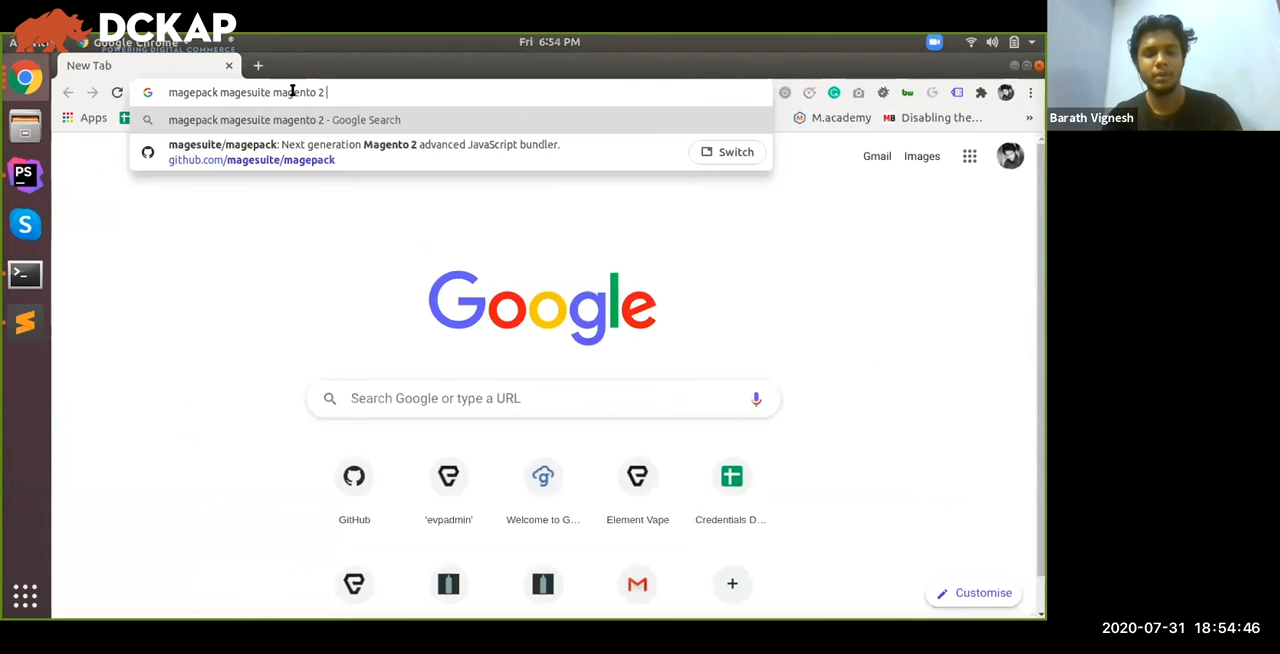 DCKAP
POWERING DIGITAL COMMERCE
Google Chrome
Fri 6:54 PM
New Tab
magepack magesuite magento 2
Barath Vignesh
Apps
M.academy
MB Disabling the...
»
magepack magesuite magento 2 - Google Search
magesuite/magepack: Next generation Magento 2 advanced JavaScript bundler.
github.com/magesuite/magepack
Switch
Gmail
Images
PS
Google
Search Google or type a URL
GitHub
'evpadmin'
Welcome to G...
Element Vape
Credentials D...
Customise
2020-07-31 18:54:46